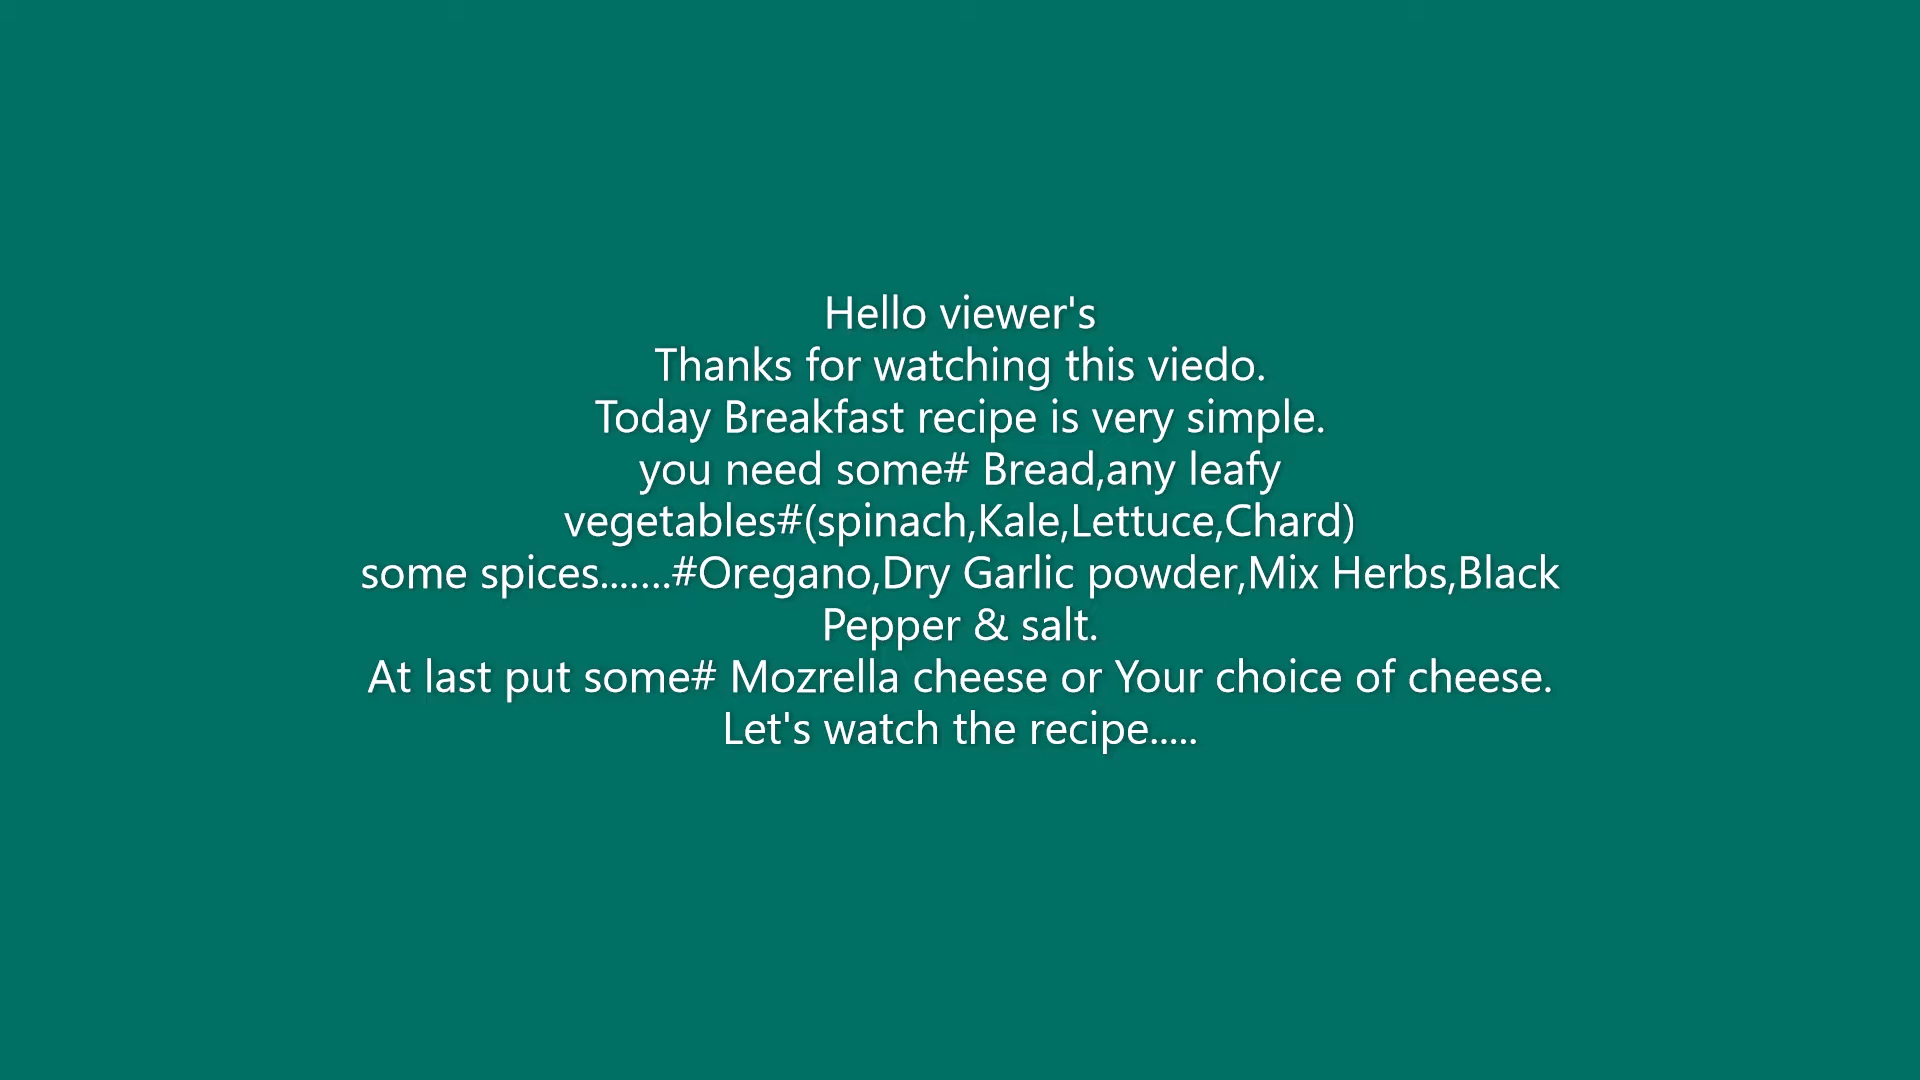 Hello viewer's
Thanks for watching this viedo.
Today Breakfast recipe is very simple.
you need some# Bread,any leafy
vegetables#(spinach,Kale,Lettuce,Chard)
some spices.......#Oregano,Dry Garlic powder,Mix Herbs,Black
Pepper & salt.
At last put some# Mozrella cheese or Your choice of cheese.
Let's watch the recipe.....